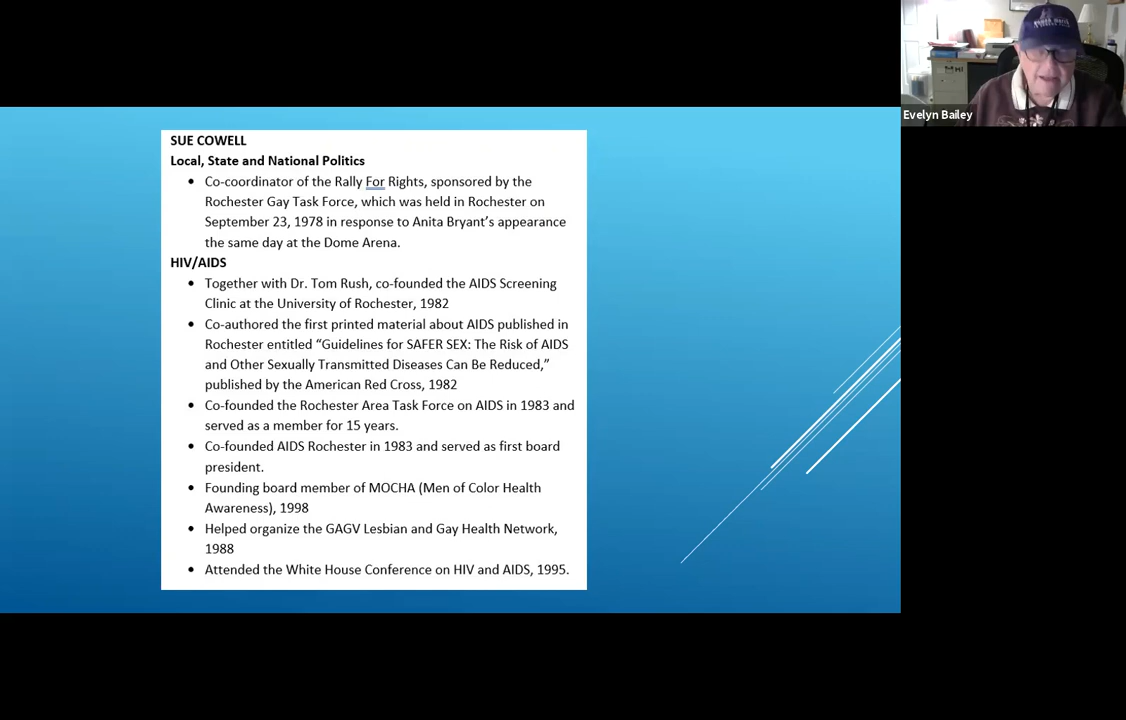 SUE COWELL
Local, State and National Politics
• Co-coordinator of the Rally For Rights, sponsored by the
Rochester Gay Task Force, which was held in Rochester on
September 23, 1978 in response to Anita Bryant’s appearance
the same day at the Dome Arena.
HIV/AIDS
• Together with Dr. Tom Rush, co-founded the AIDS Screening
Clinic at the University of Rochester, 1982
• Co-authored the first printed material about AIDS published in
Rochester entitled “Guidelines for SAFER SEX: The Risk of AIDS
and Other Sexually Transmitted Diseases Can Be Reduced,”
published by the American Red Cross, 1982
• Co-founded the Rochester Area Task Force on AIDS in 1983 and
served as a member for 15 years.
• Co-founded AIDS Rochester in 1983 and served as first board
president.
• Founding board member of MOCHA (Men of Color Health
Awareness), 1998
• Helped organize the GAGV Lesbian and Gay Health Network,
1988
• Attended the White House Conference on HIV and AIDS, 1995.
Evelyn Bailey